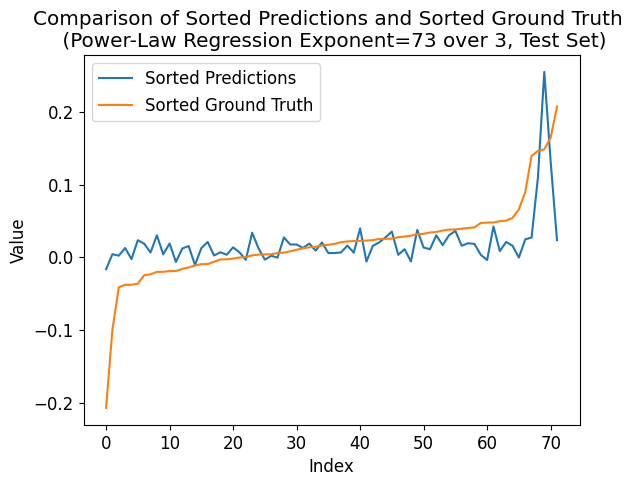 Comparison of Sorted Predictions and Sorted Ground Truth
(Power-Law Regression Exponent=73 over 3, Test Set)
Sorted Predictions
Sorted Ground Truth
0.2
0.1
0.0
−0.1
−0.2
Value
0 10 20 30 40 50 60 70
Index